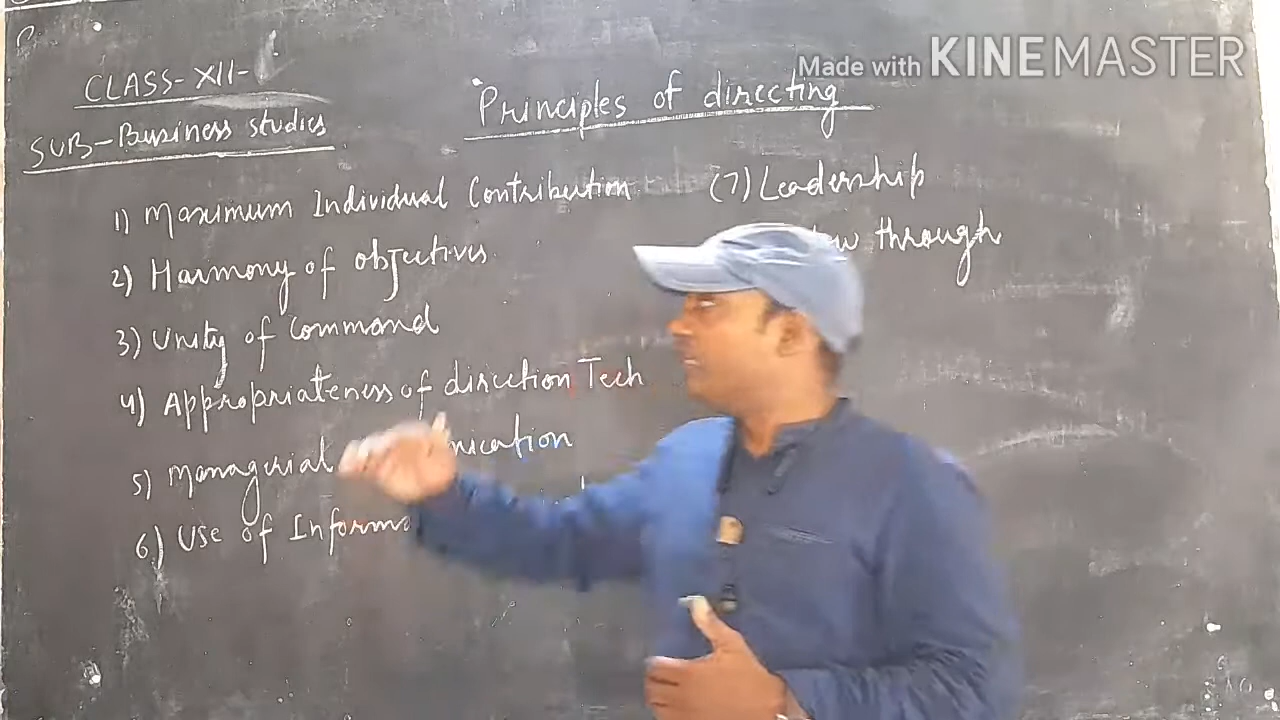 Made with KINEMASTER
CLASS-XII-
SUB-Business studies
Principles of directing
1) Maximum Individual Contribution
2) Harmony of objectives
3) Unity of Command
4) Appropriateness of direction Tech
5) Managerial
6) Use of
(7) Leadership
through